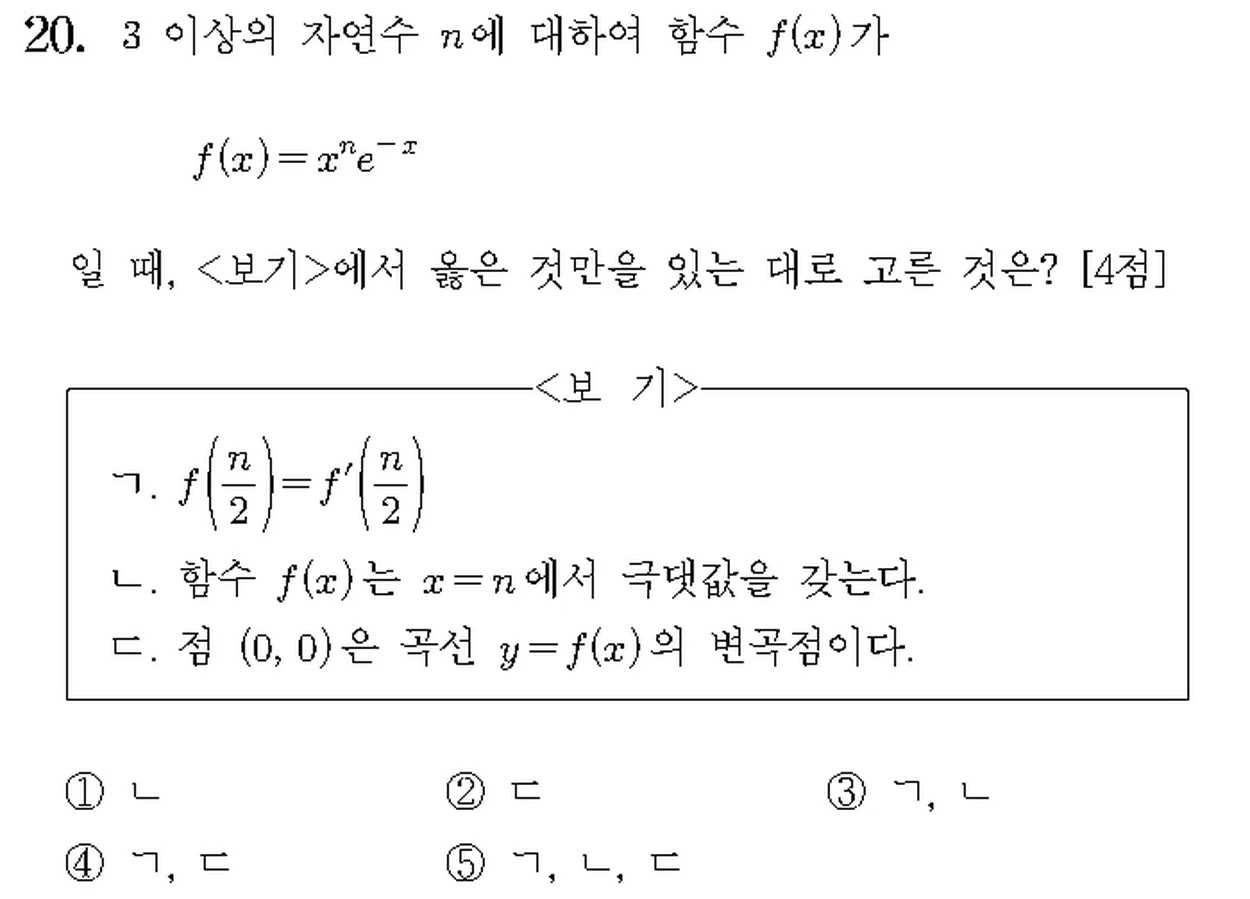 20. 3 이상의 자연수 n에 대하여 함수 f(x)가
f(x)=xⁿe⁻ˣ
일 때, <보기>에서 옳은 것만을 있는 대로 고른 것은? [4점]
<보 기>
ㄱ. f(n/2)=f′(n/2)
ㄴ. 함수 f(x)는 x=n에서 극댓값을 갖는다.
ㄷ. 점 (0, 0)은 곡선 y=f(x)의 변곡점이다.
① ㄴ ② ㄷ ③ ㄱ, ㄴ
④ ㄱ, ㄷ ⑤ ㄱ, ㄴ, ㄷ